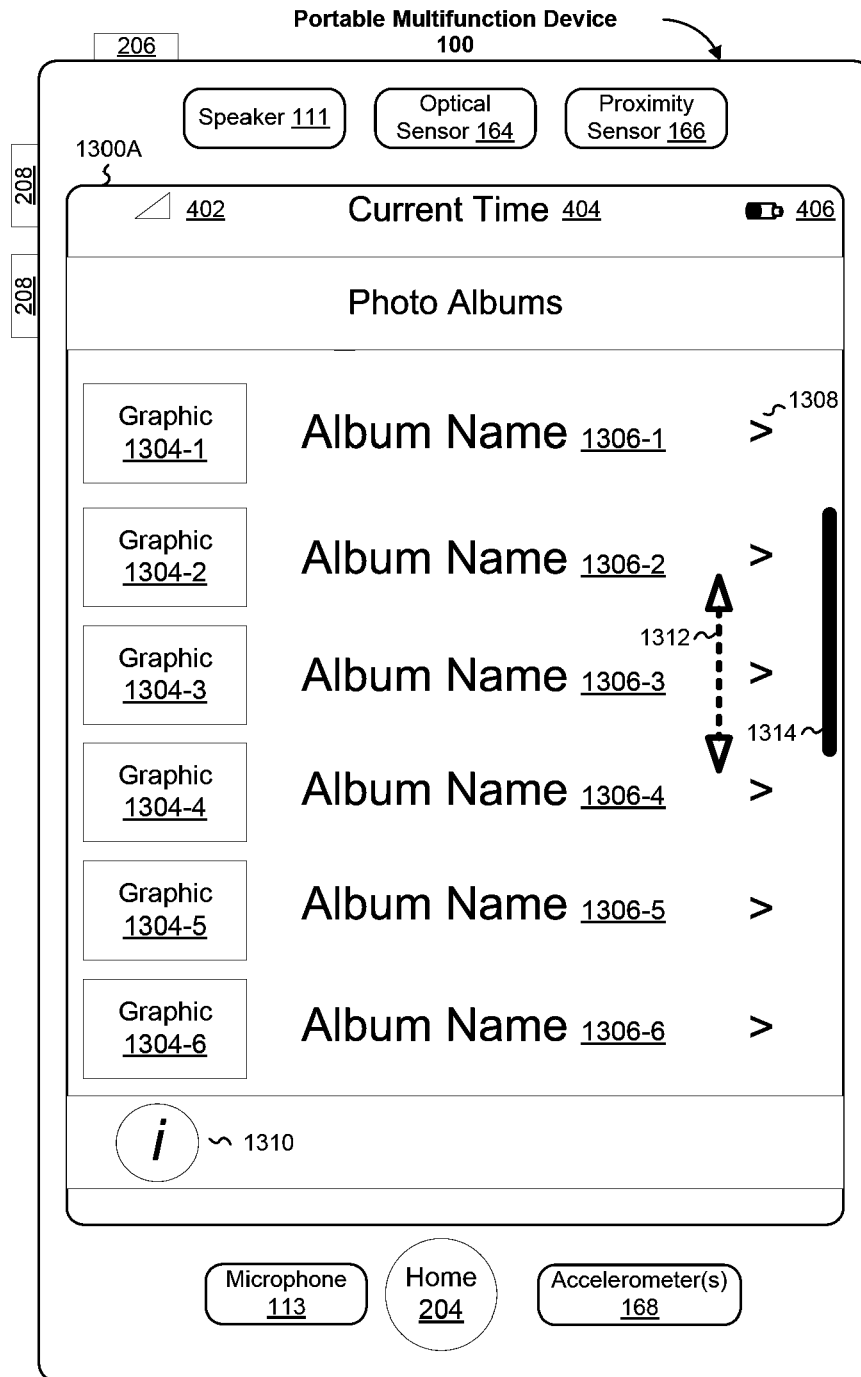 Portable Multifunction Device
100
206
Speaker 111
Optical
Sensor 164
Proximity
Sensor 166
1300A
208
208
402
Current Time 404
406
Photo Albums
Graphic
1304-1
Album Name 1306-1
>
1308
Graphic
1304-2
Album Name 1306-2
>
1312
Graphic
1304-3
Album Name 1306-3
>
1314
Graphic
1304-4
Album Name 1306-4
>
Graphic
1304-5
Album Name 1306-5
>
Graphic
1304-6
Album Name 1306-6
>
i
1310
Microphone
113
Home
204
Accelerometer(s)
168